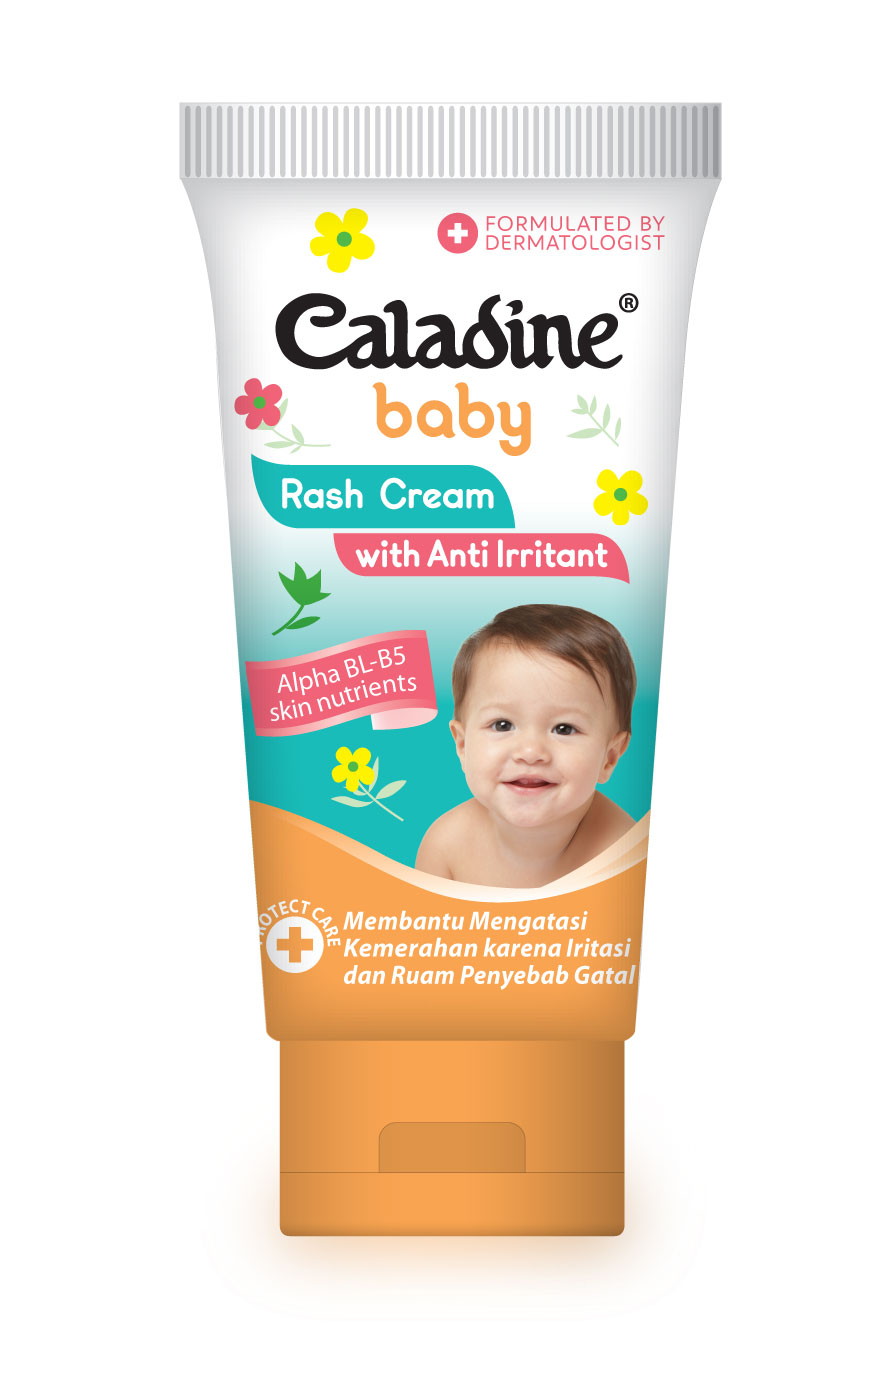 FORMULATED BY
DERMATOLOGIST
Caladine®
baby
Rash Cream
with Anti Irritant
Alpha BL-B5
skin nutrients
PROTECT CARE
Membantu Mengatasi
Kemerahan karena Iritasi
dan Ruam Penyebab Gatal